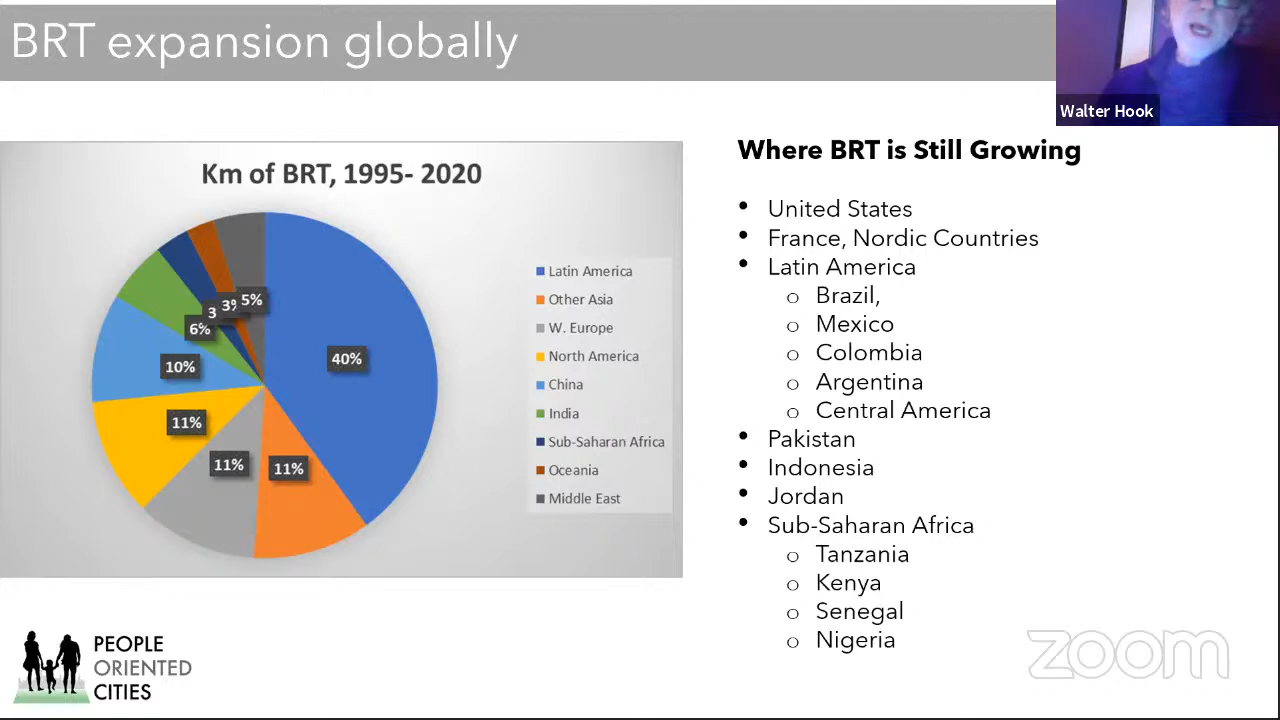 BRT expansion globally
Walter Hook
Km of BRT, 1995- 2020
40%
11%
11%
11%
10%
6%
3
3%
5%
Latin America
Other Asia
W. Europe
North America
China
India
Sub-Saharan Africa
Oceania
Middle East
Where BRT is Still Growing
• United States
• France, Nordic Countries
• Latin America
o Brazil,
o Mexico
o Colombia
o Argentina
o Central America
• Pakistan
• Indonesia
• Jordan
• Sub-Saharan Africa
o Tanzania
o Kenya
o Senegal
o Nigeria
PEOPLE
ORIENTED
CITIES
zoom